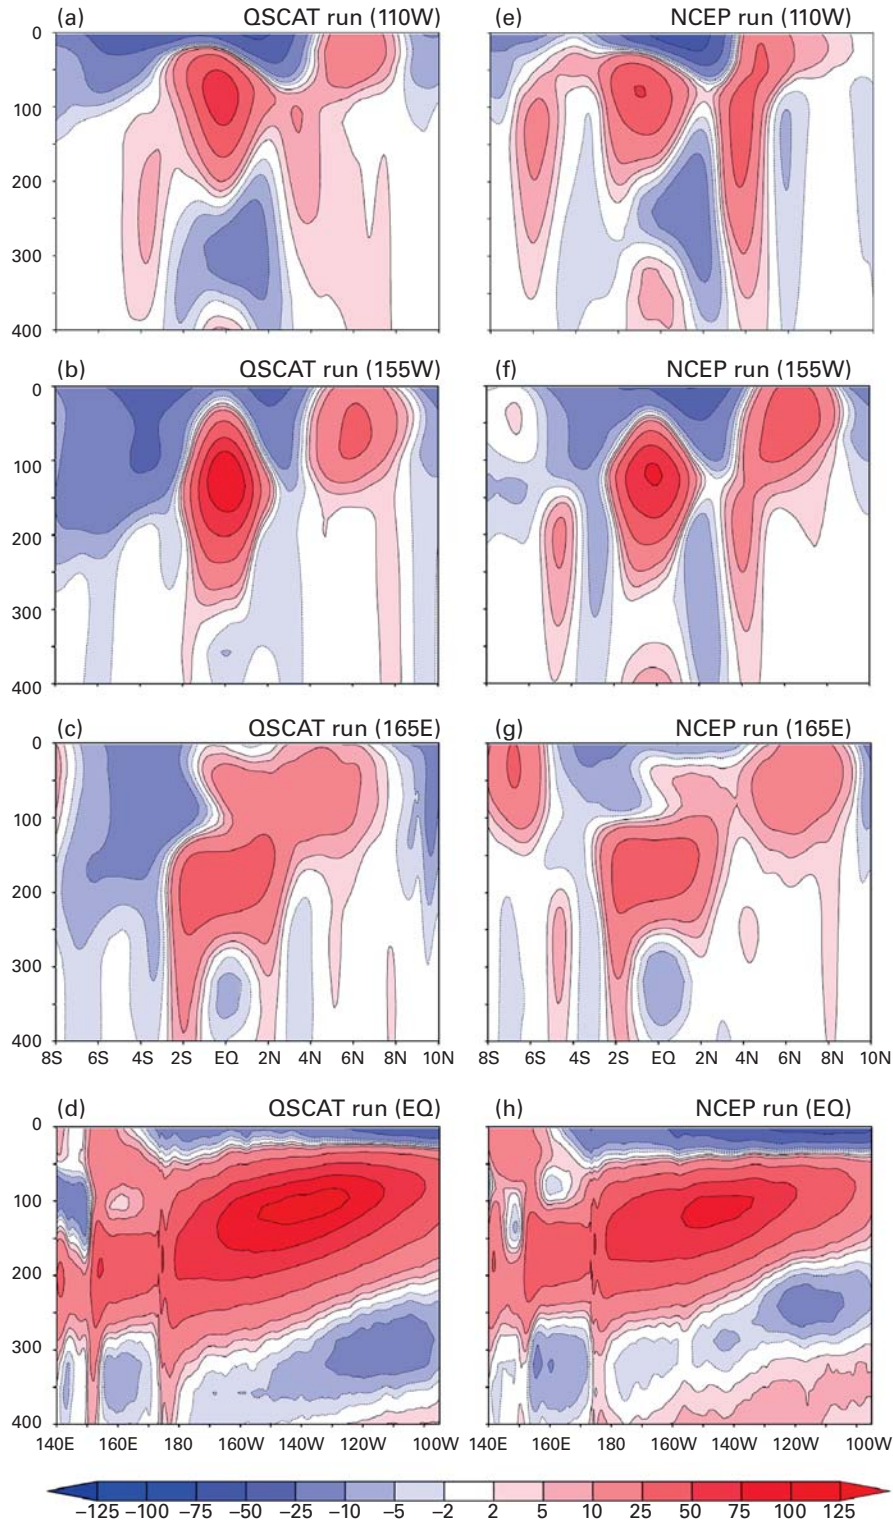 (a) QSCAT run (110W) (e) NCEP run (110W)
0
100
200
300
400
(b) QSCAT run (155W) (f) NCEP run (155W)
0
100
200
300
400
(c) QSCAT run (165E) (g) NCEP run (165E)
0
100
200
300
400
8S 6S 4S 2S EQ 2N 4N 6N 8N 10N 8S 6S 4S 2S EQ 2N 4N 6N 8N 10N
(d) QSCAT run (EQ) (h) NCEP run (EQ)
0
100
200
300
400
140E 160E 180 160W 140W 120W 100W 140E 160E 180 160W 140W 120W 100W
−125 −100 −75 −50 −25 −10 −5 −2 2 5 10 25 50 75 100 125